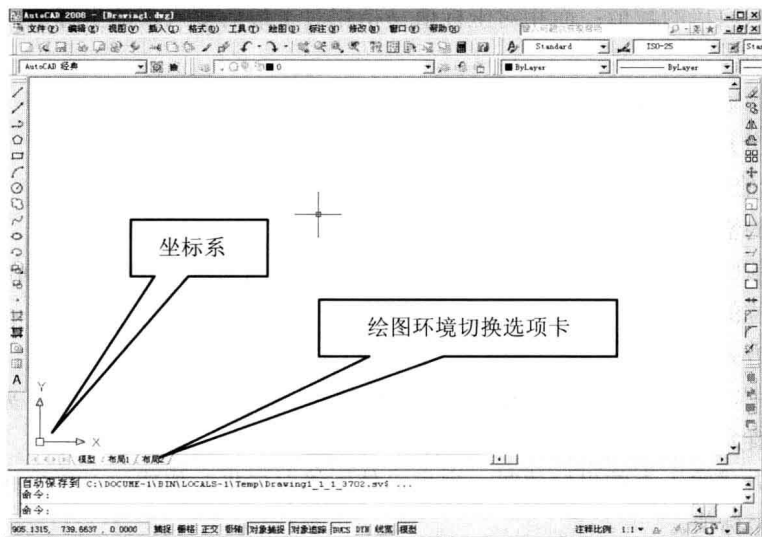 AutoCAD 2008 - [Drawing1.dwg]
文件(F) 编辑(E) 视图(V) 插入(I) 格式(O) 工具(T) 绘图(D) 标注(N) 修改(M) 窗口(W) 帮助(H)
Standard ISO-25 Stan
AutoCAD 经典 0 ByLayer ByLayer
坐标系
绘图环境切换选项卡
A
Y
X
模型 布局1 布局2
自动保存到 C:\DOCUME~1\BIN\LOCALS~1\Temp\Drawing1_1_1_3702.sv$ ...
命令:
命令:
905.1315, 739.6637 , 0.0000 捕捉 栅格 正交 极轴 对象捕捉 对象追踪 DUCS DYN 线宽 模型 注释比例: 1:1